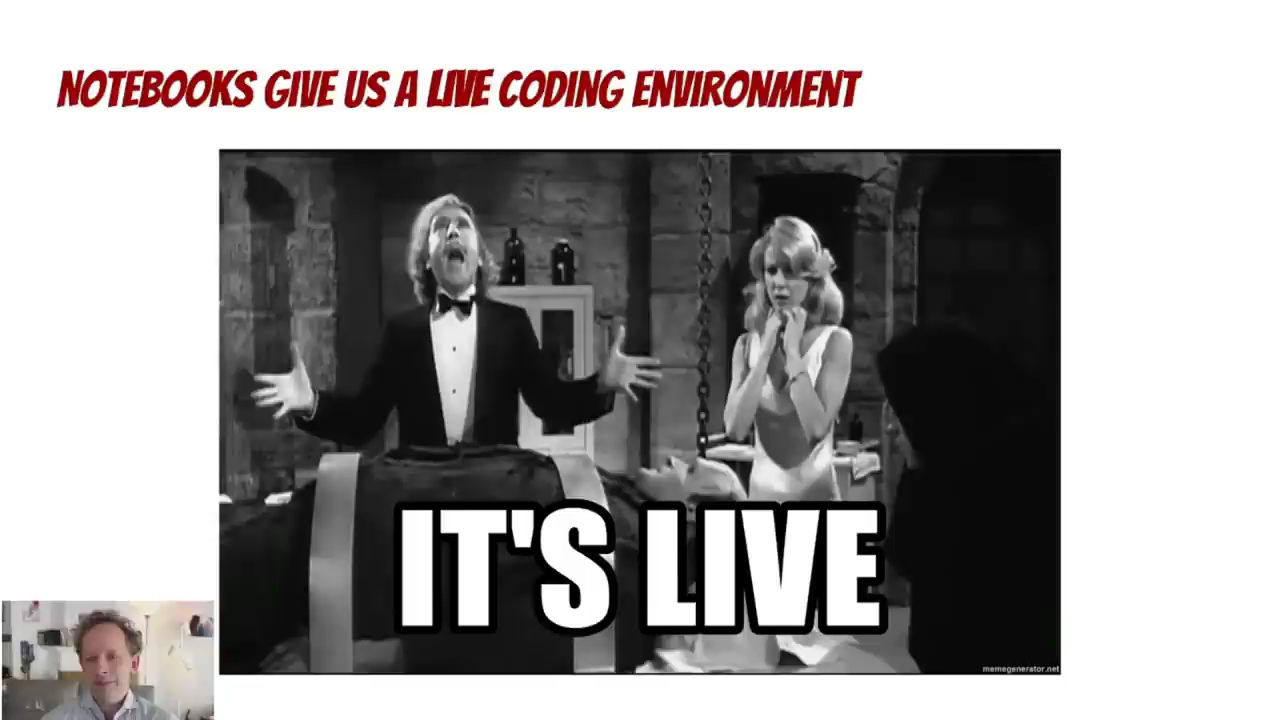 NOTEBOOKS GIVE US A LIVE CODING ENVIRONMENT
IT'S LIVE
memegenerator.net